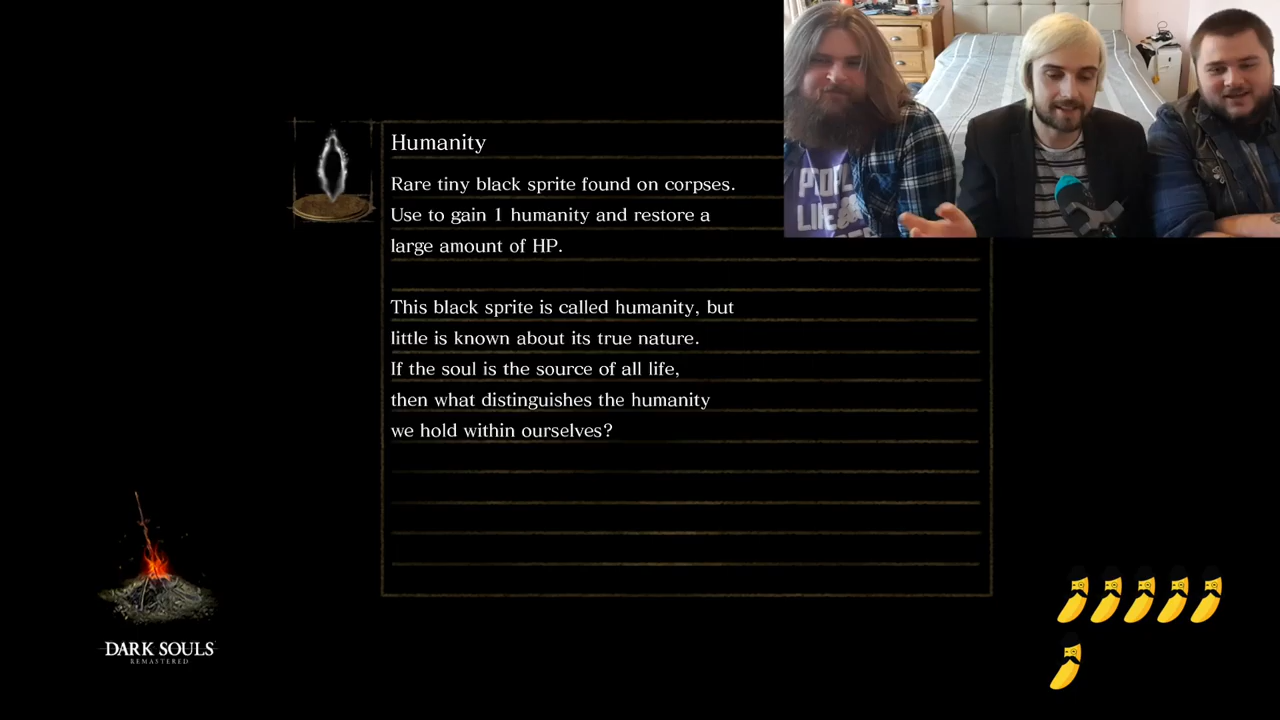 Humanity
Rare tiny black sprite found on corpses.
Use to gain 1 humanity and restore a
large amount of HP.
This black sprite is called humanity, but
little is known about its true nature.
If the soul is the source of all life,
then what distinguishes the humanity
we hold within ourselves?
PEOPLE
LIKE
DARK SOULS
REMASTERED